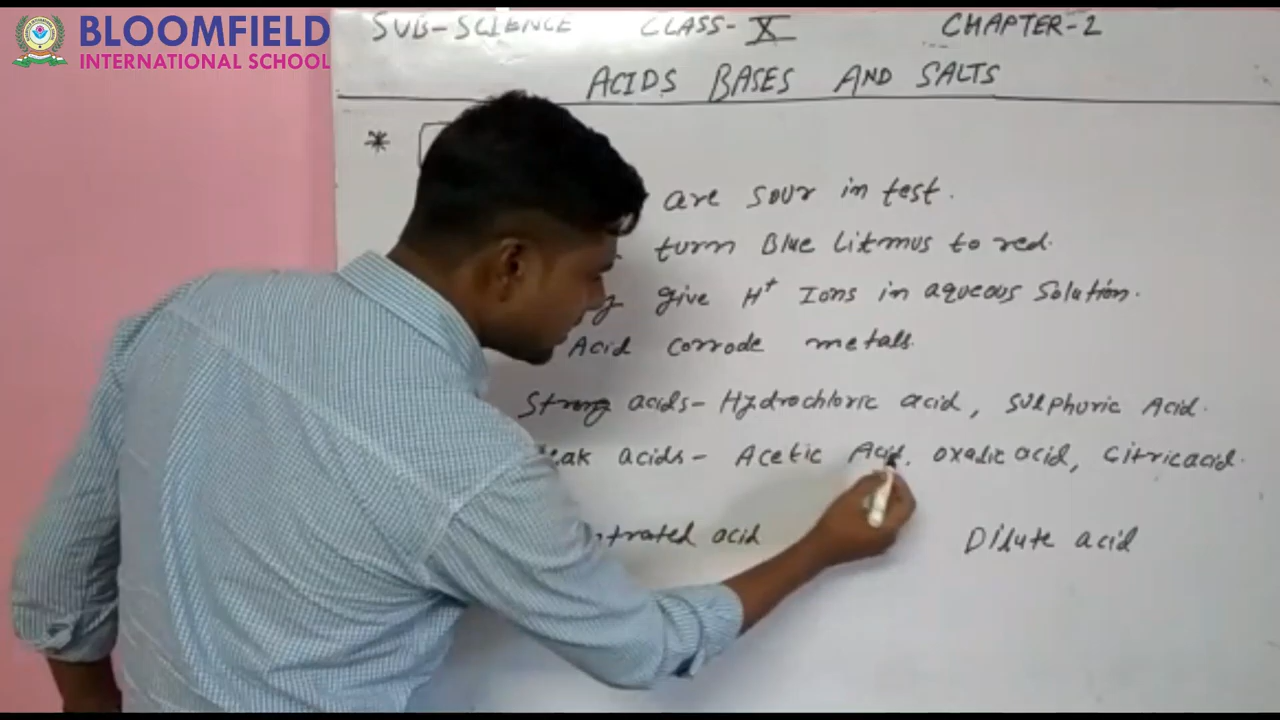 BLOOMFIELD
INTERNATIONAL SCHOOL
SUB-SCIENCE CLASS-X CHAPTER-2
ACIDS BASES AND SALTS
*
are sour in test.
turn Blue Litmus to red.
give H⁺ Ions in aqueous solution.
Acid corrode metals.
Strong acids- Hydrochloric acid, Sulphuric Acid.
acids- Acetic Acid, oxalic acid, Citric acid.
acid Dilute acid